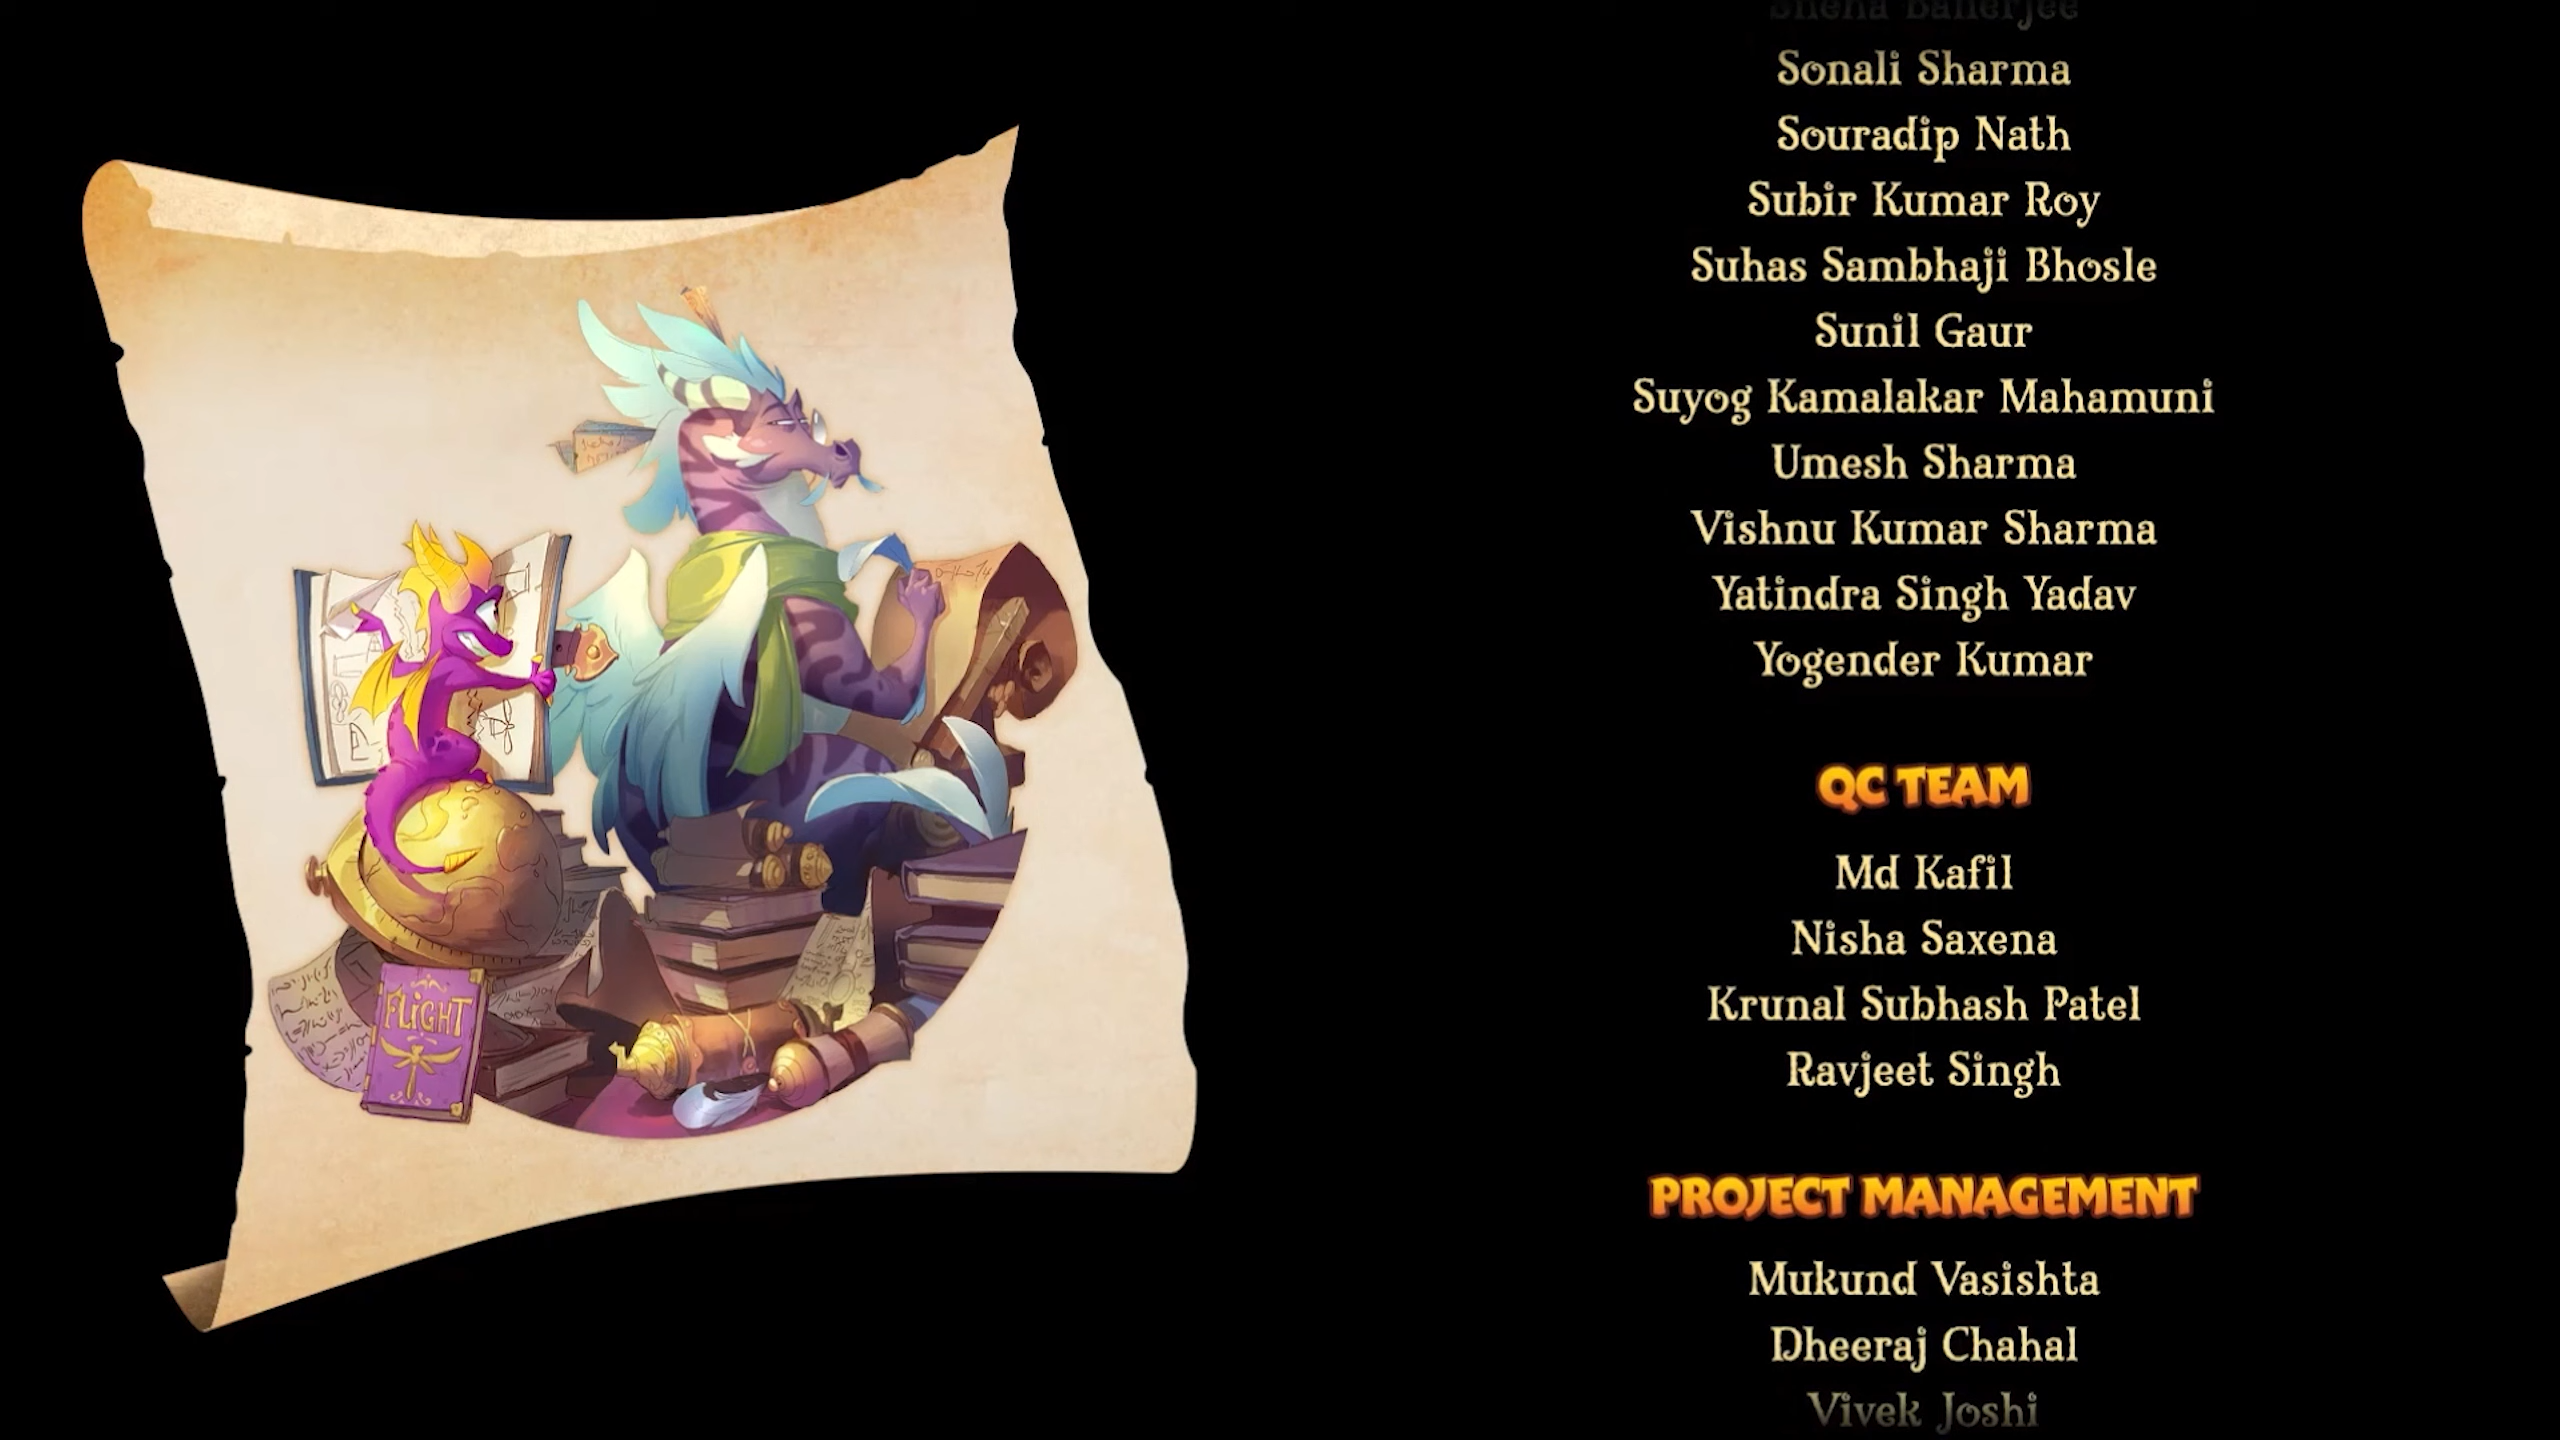 Sneha Banerjee
Sonali Sharma
Souradip Nath
Subir Kumar Roy
Suhas Sambhaji Bhosle
Sunil Gaur
Suyog Kamalakar Mahamuni
Umesh Sharma
Vishnu Kumar Sharma
Yatindra Singh Yadav
Yogender Kumar
QC TEAM
Md Kafil
Nisha Saxena
Krunal Subhash Patel
Ravjeet Singh
PROJECT MANAGEMENT
Mukund Vasishta
Dheeraj Chahal
Vivek Joshi
FLIGHT